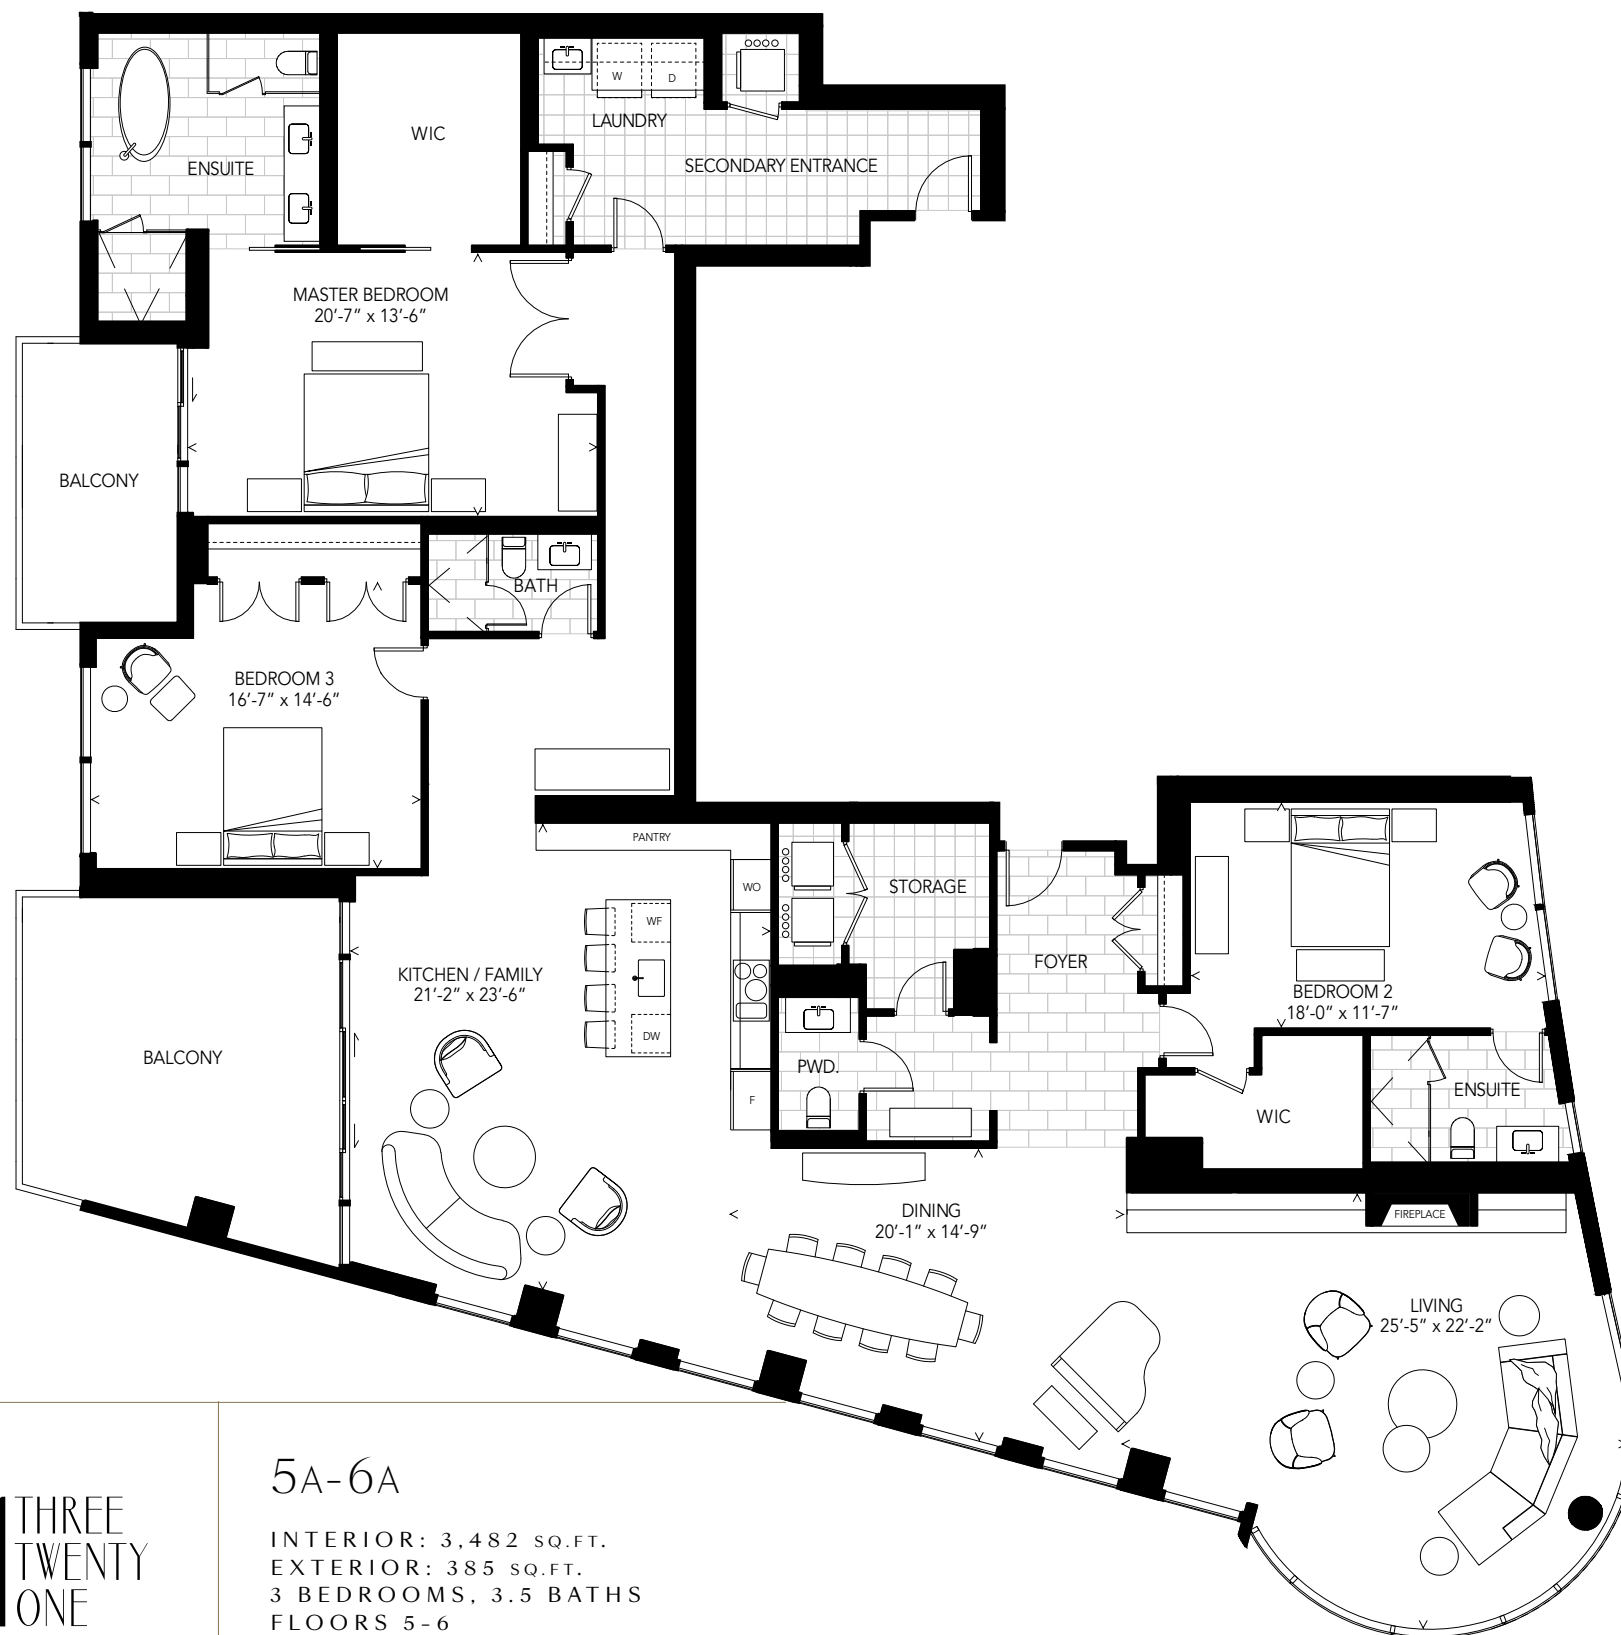 W
D
LAUNDRY
WIC
ENSUITE
SECONDARY ENTRANCE
MASTER BEDROOM
20'-7" x 13'-6"
BALCONY
BATH
BEDROOM 3
16'-7" x 14'-6"
PANTRY
WO
STORAGE
WF
KITCHEN / FAMILY
21'-2" x 23'-6"
FOYER
BEDROOM 2
18'-0" x 11'-7"
DW
BALCONY
PWD.
F
WIC
ENSUITE
DINING
20'-1" x 14'-9"
FIREPLACE
LIVING
25'-5" x 22'-2"
THREE
TWENTY
ONE
5A-6A
INTERIOR: 3,482 SQ.FT.
EXTERIOR: 385 SQ.FT.
3 BEDROOMS, 3.5 BATHS
FLOORS 5-6